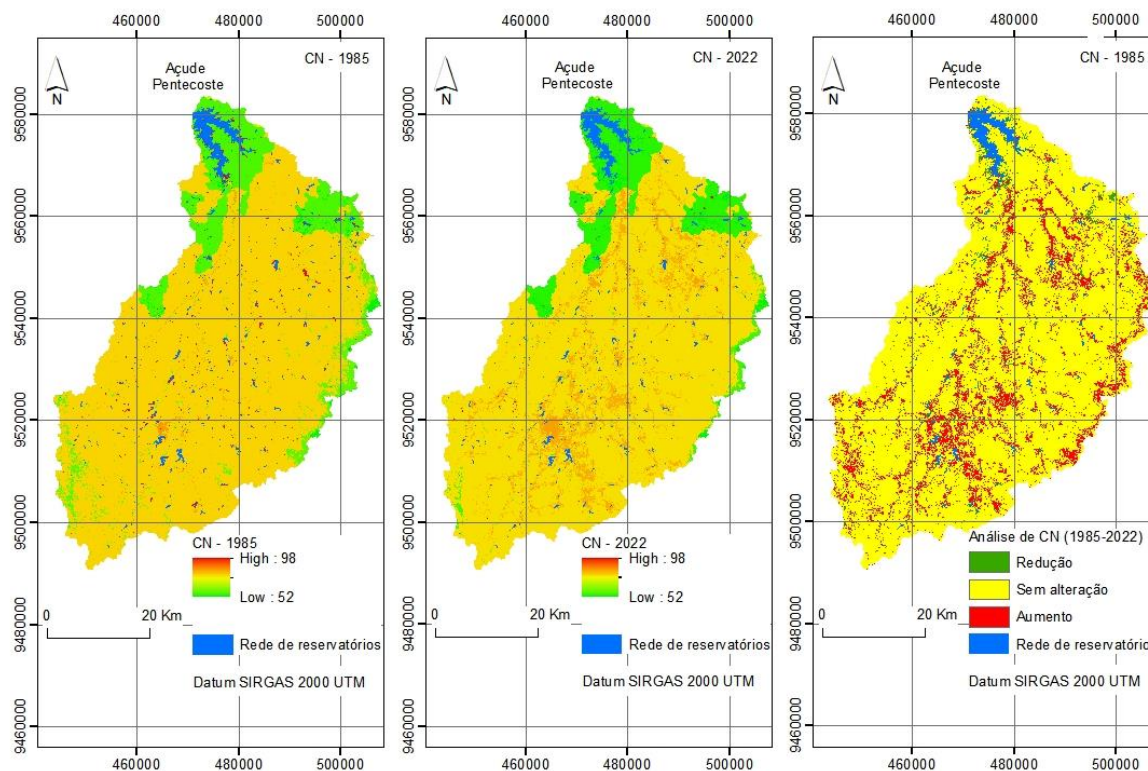 460000 480000 500000
CN - 1985
Açude
Pentecoste
N
9580000
9560000
9540000
9520000
9500000
9480000
9460000
CN - 1985
High : 98
Low : 52
0 20 Km
Rede de reservatórios
Datum SIRGAS 2000 UTM
460000 480000 500000
460000 480000 500000
CN - 2022
Açude
Pentecoste
N
9580000
9560000
9540000
9520000
9500000
9480000
9460000
CN - 2022
High : 98
Low : 52
0 20 Km
Rede de reservatórios
Datum SIRGAS 2000 UTM
460000 480000 500000
460000 480000 500000
CN - 1985
Açude
Pentecoste
N
9580000
9560000
9540000
9520000
9500000
9480000
9460000
Análise de CN (1985-2022)
Redução
Sem alteração
Aumento
0 20 Km
Rede de reservatório
Datum SIRGAS 2000 UTM
460000 480000 500000